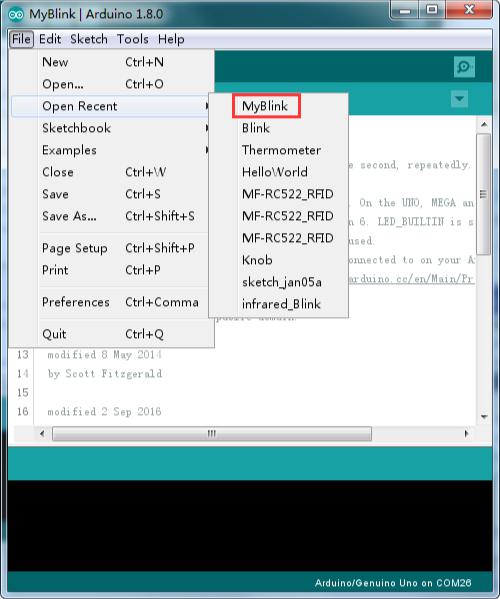 MyBlink | Arduino 1.8.0
File Edit Sketch Tools Help
New Ctrl+N
Open... Ctrl+O
Open Recent
Sketchbook
Examples
Close Ctrl+W
Save Ctrl+S
Save As... Ctrl+Shift+S
Page Setup Ctrl+Shift+P
Print Ctrl+P
Preferences Ctrl+Comma
Quit Ctrl+Q
MyBlink
Blink
Thermometer
HelloWorld
MF-RC522_RFID
MF-RC522_RFID
MF-RC522_RFID
Knob
sketch_jan05a
infrared_Blink
second, repeatedly.
On the UNO, MEGA an
6. LED_BUILTIN is s
used.
connected to on your A
arduino.cc/en/Main/Pr
public domain.
13 modified 8 May 2014
14 by Scott Fitzgerald
15
16 modified 2 Sep 2016
Arduino/Genuino Uno on COM26